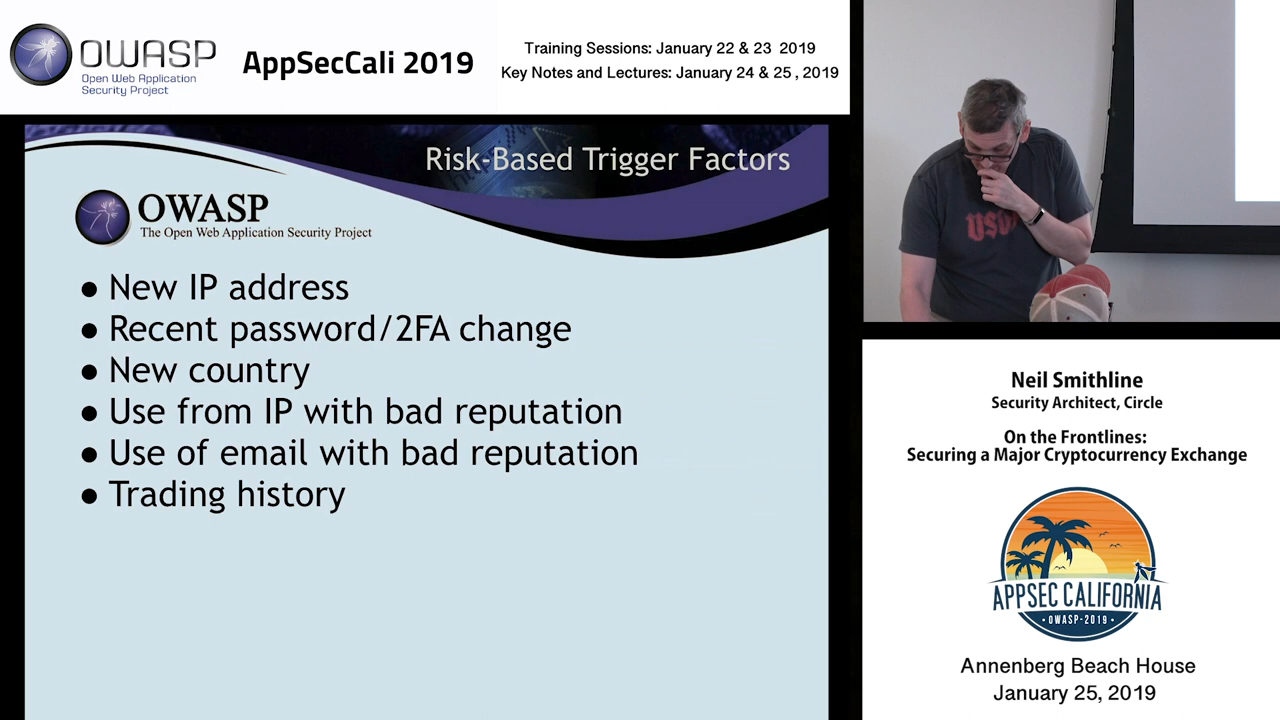 OWASP
Open Web Application
Security Project
AppSecCali 2019
Training Sessions: January 22 & 23 2019
Key Notes and Lectures: January 24 & 25 , 2019
Risk-Based Trigger Factors
OWASP
The Open Web Application Security Project
● New IP address
● Recent password/2FA change
● New country
● Use from IP with bad reputation
● Use of email with bad reputation
● Trading history
Neil Smithline
Security Architect, Circle
On the Frontlines:
Securing a Major Cryptocurrency Exchange
APPSEC CALIFORNIA
• OWASP-2019 •
Annenberg Beach House
January 25, 2019